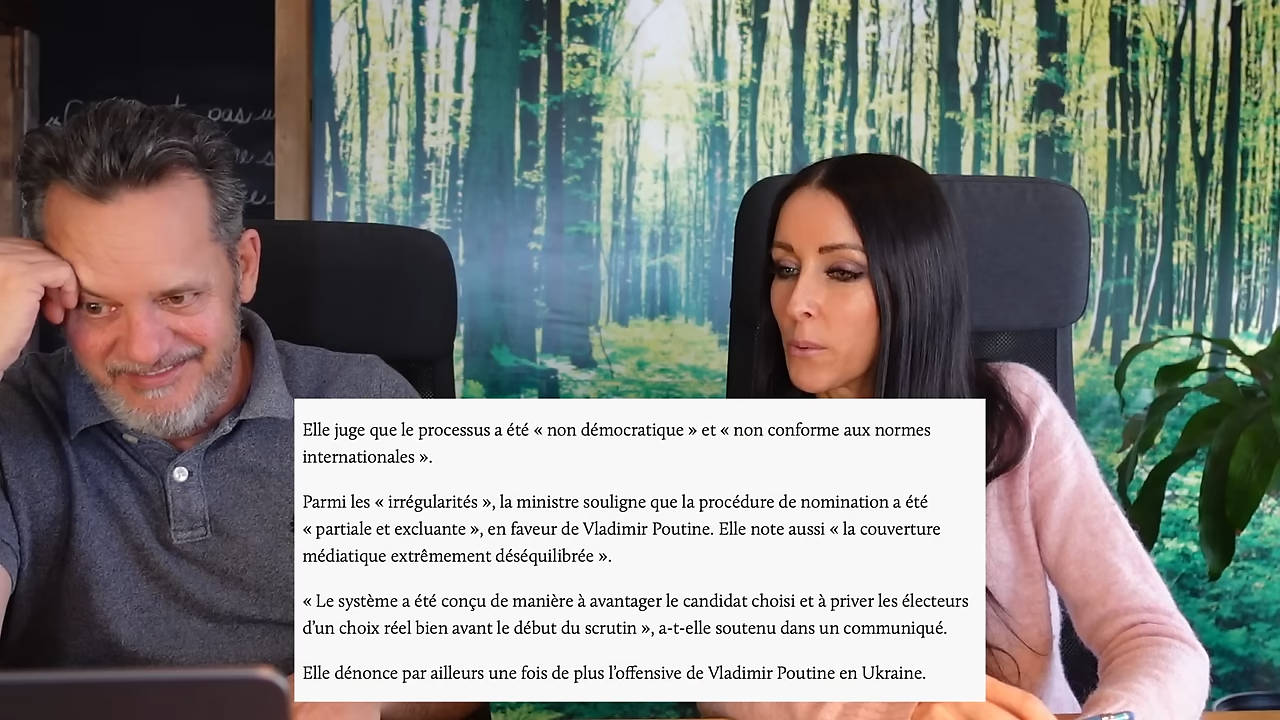 pas
Elle juge que le processus a été « non démocratique » et « non conforme aux normes
internationales ».
Parmi les « irrégularités », la ministre souligne que la procédure de nomination a été
« partiale et excluante », en faveur de Vladimir Poutine. Elle note aussi « la couverture
médiatique extrêmement déséquilibrée ».
« Le système a été conçu de manière à avantager le candidat choisi et à priver les électeurs
d’un choix réel bien avant le début du scrutin », a-t-elle soutenu dans un communiqué.
Elle dénonce par ailleurs une fois de plus l’offensive de Vladimir Poutine en Ukraine.